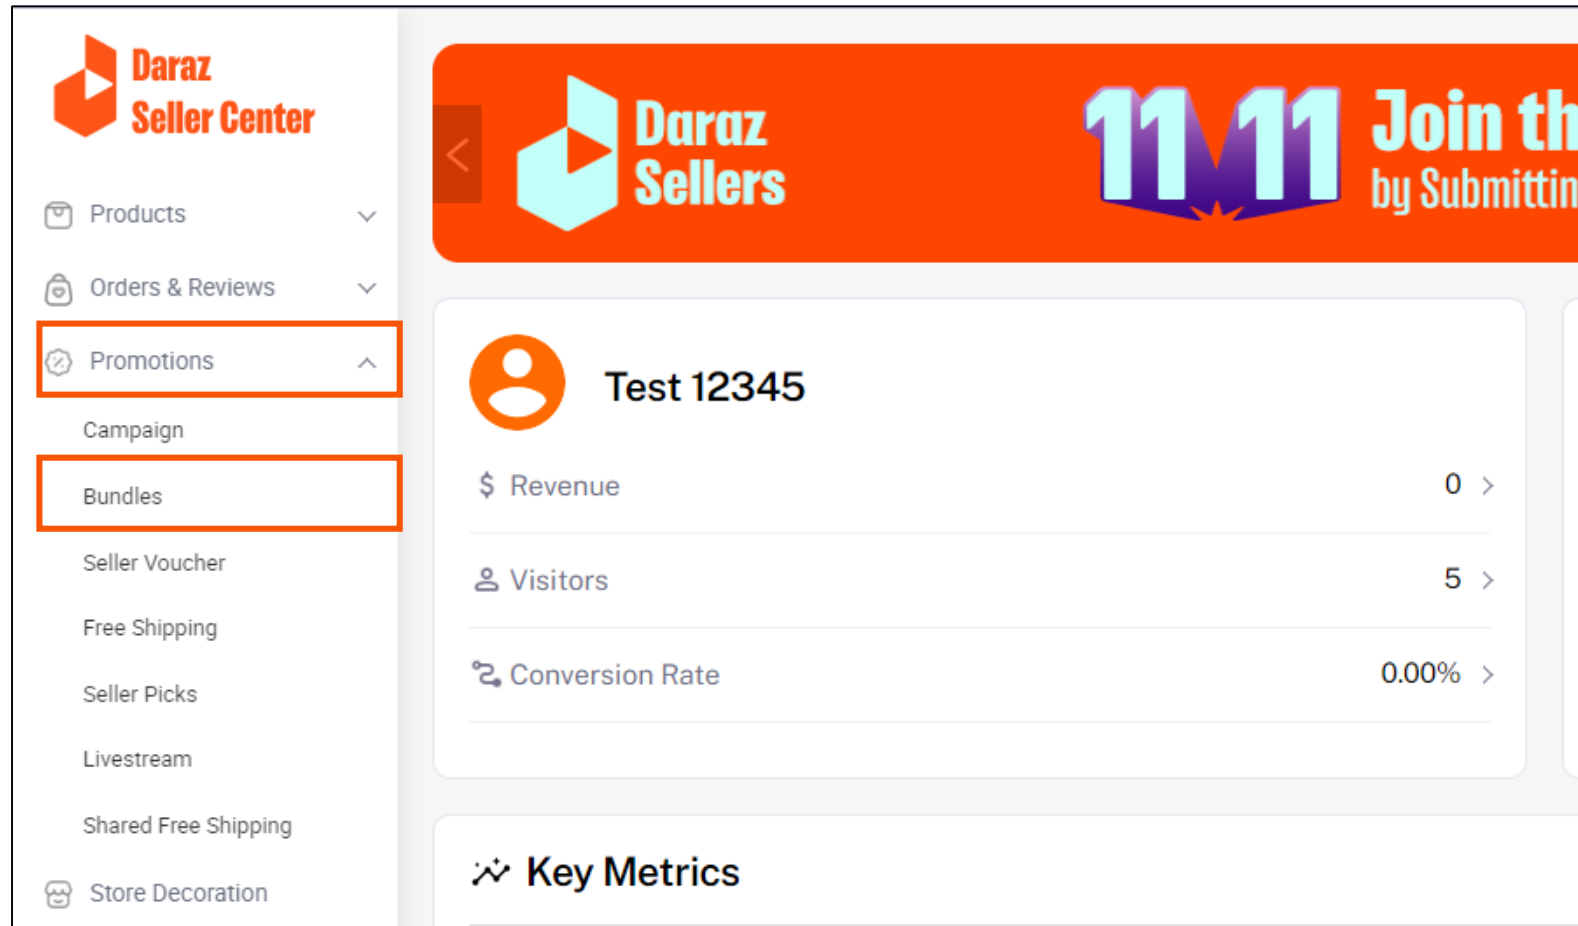 Daraz
Seller Center
Products
Orders & Reviews
Promotions
Campaign
Bundles
Seller Voucher
Free Shipping
Seller Picks
Livestream
Shared Free Shipping
Store Decoration
Daraz
Sellers
11 11
Join th
by Submittin
Test 12345
$ Revenue 0
Visitors 5
Conversion Rate 0.00%
Key Metrics